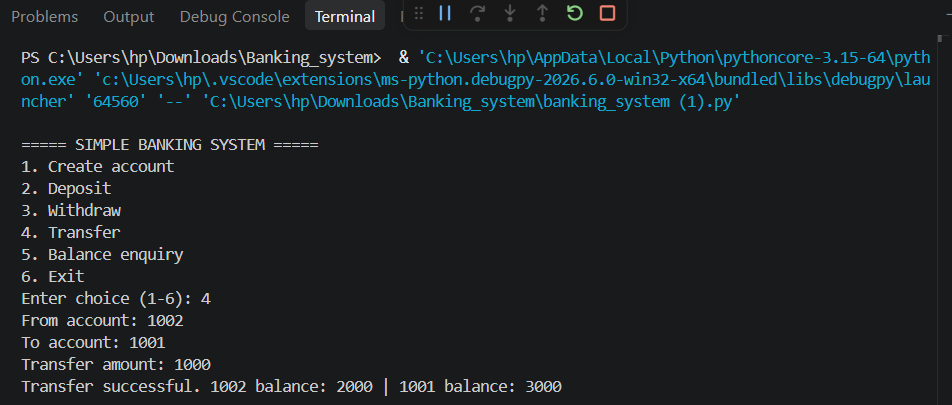 Problems Output Debug Console Terminal
PS C:\Users\hp\Downloads\Banking_system>  & 'C:\Users\hp\AppData\Local\Python\pythoncore-3.15-64\pyth
on.exe' 'c:\Users\hp\.vscode\extensions\ms-python.debugpy-2026.6.0-win32-x64\bundled\libs\debugpy\lau
ncher' '64560' '--' 'C:\Users\hp\Downloads\Banking_system\banking_system (1).py'
===== SIMPLE BANKING SYSTEM =====
1. Create account
2. Deposit
3. Withdraw
4. Transfer
5. Balance enquiry
6. Exit
Enter choice (1-6): 4
From account: 1002
To account: 1001
Transfer amount: 1000
Transfer successful. 1002 balance: 2000 | 1001 balance: 3000